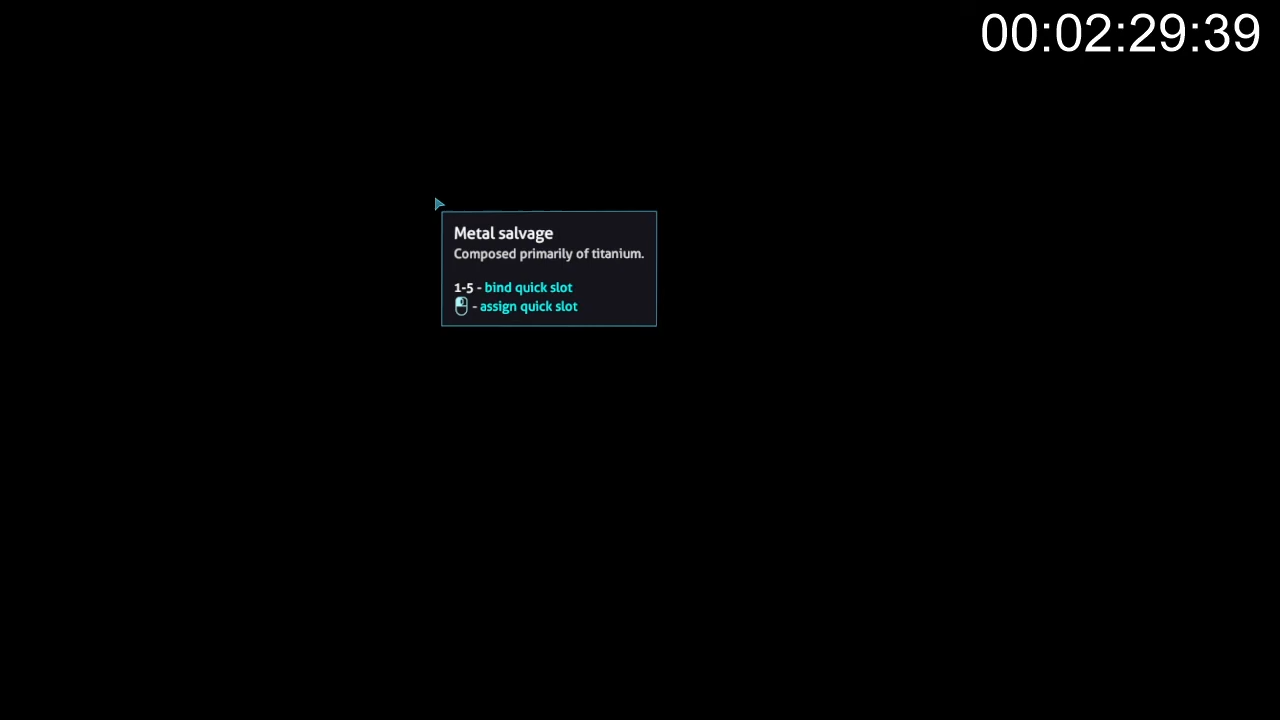 00:02:29:39
Metal salvage
Composed primarily of titanium.
1-5 - bind quick slot
- assign quick slot